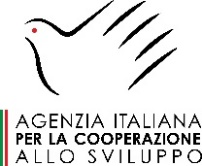 AGENZIA ITALIANA
PER LA COOPERAZIONE
ALLO SVILUPPO